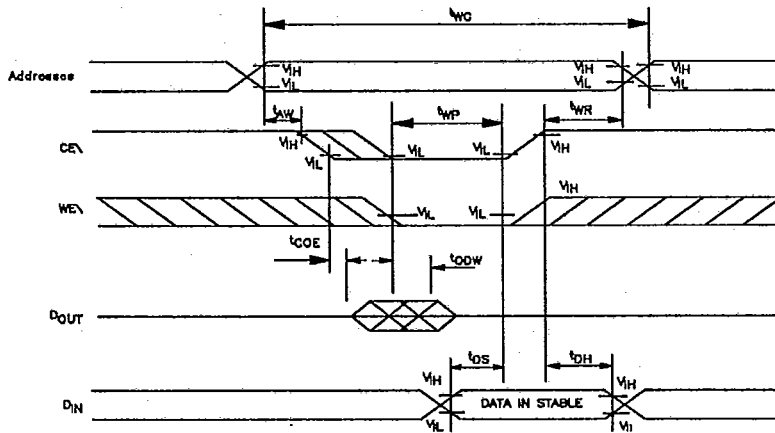 tWC
Addresses
VIH
VIL
VIH
VIL
VIH
VIL
tAW
tWP
tWR
CE\
VIH
VIL
VIL
VIL
VIH
WE\
VIL
VIL
VIH
tCOE
tODW
DOUT
tDS
tDH
DIN
VIH
VIL
DATA IN STABLE
VIH
VIL